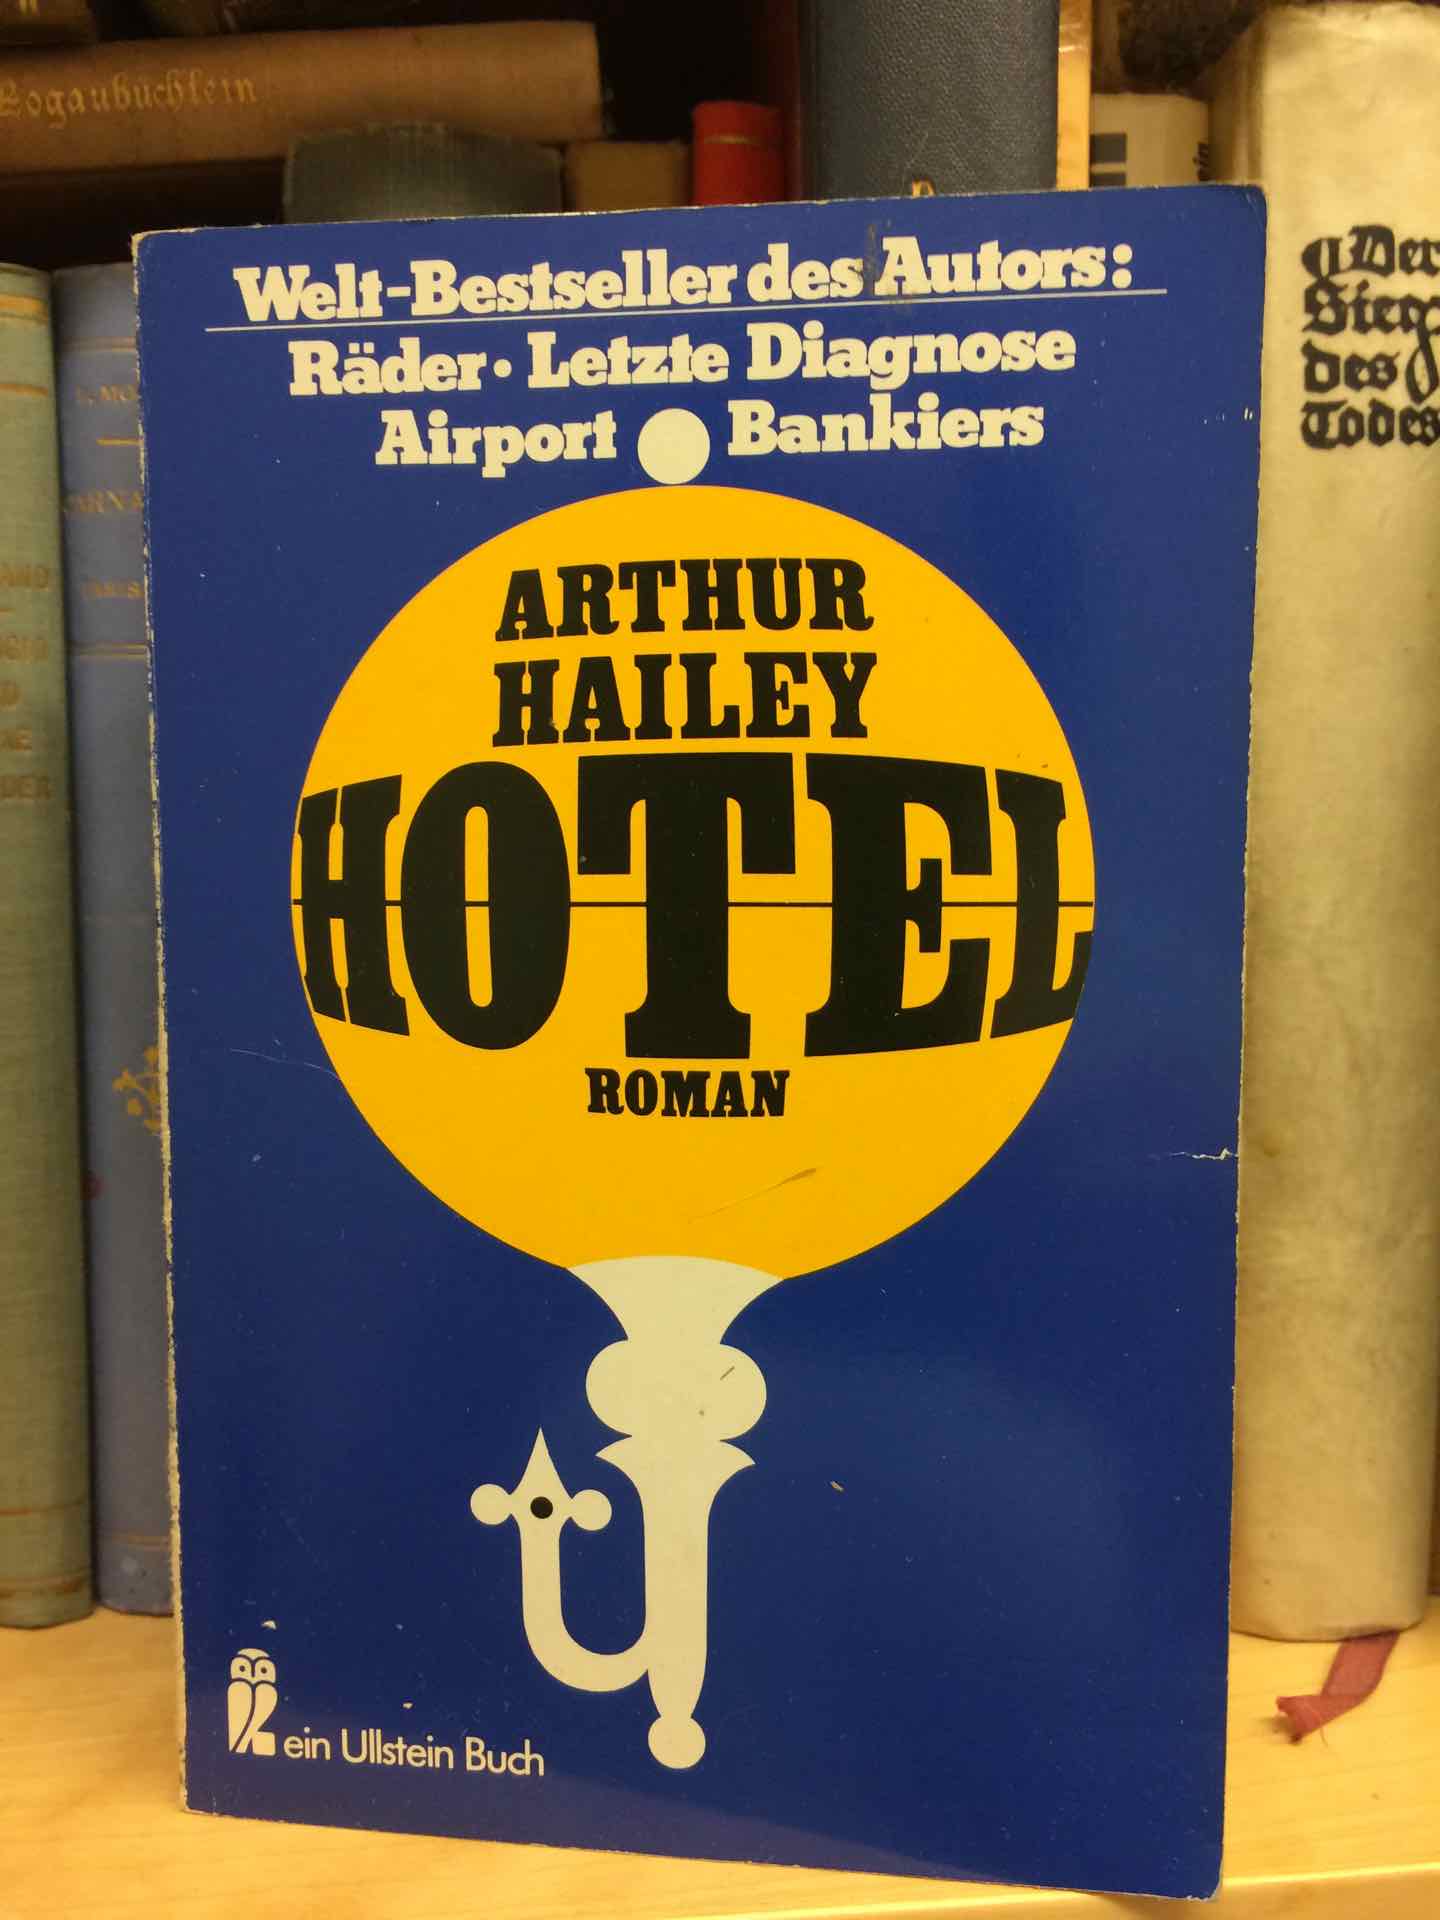 Logaubüchlein
Welt-Bestseller des Autors:
Räder • Letzte Diagnose
Airport Bankiers
ARTHUR
HAILEY
HOTEL
ROMAN
ein Ullstein Buch
Der
Sieg
des
Todes